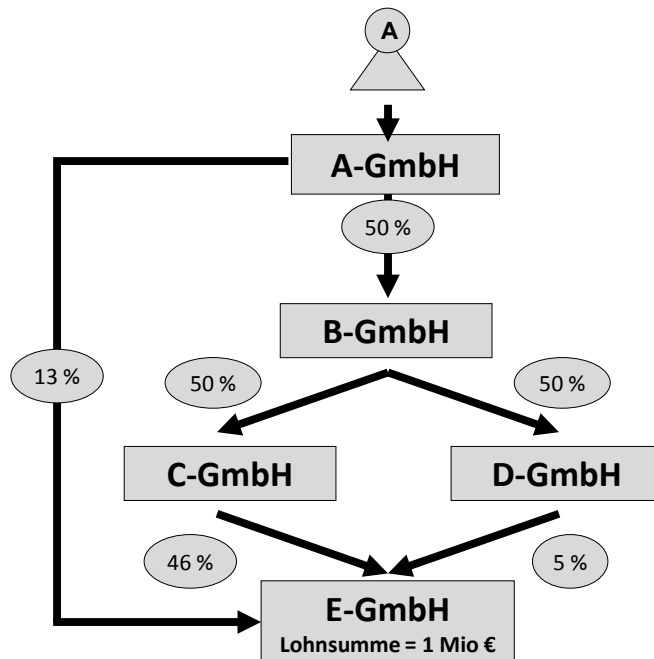 A
A-GmbH
50 %
B-GmbH
13 %
50 %
50 %
C-GmbH
D-GmbH
46 %
5 %
E-GmbH
Lohnsumme = 1 Mio €